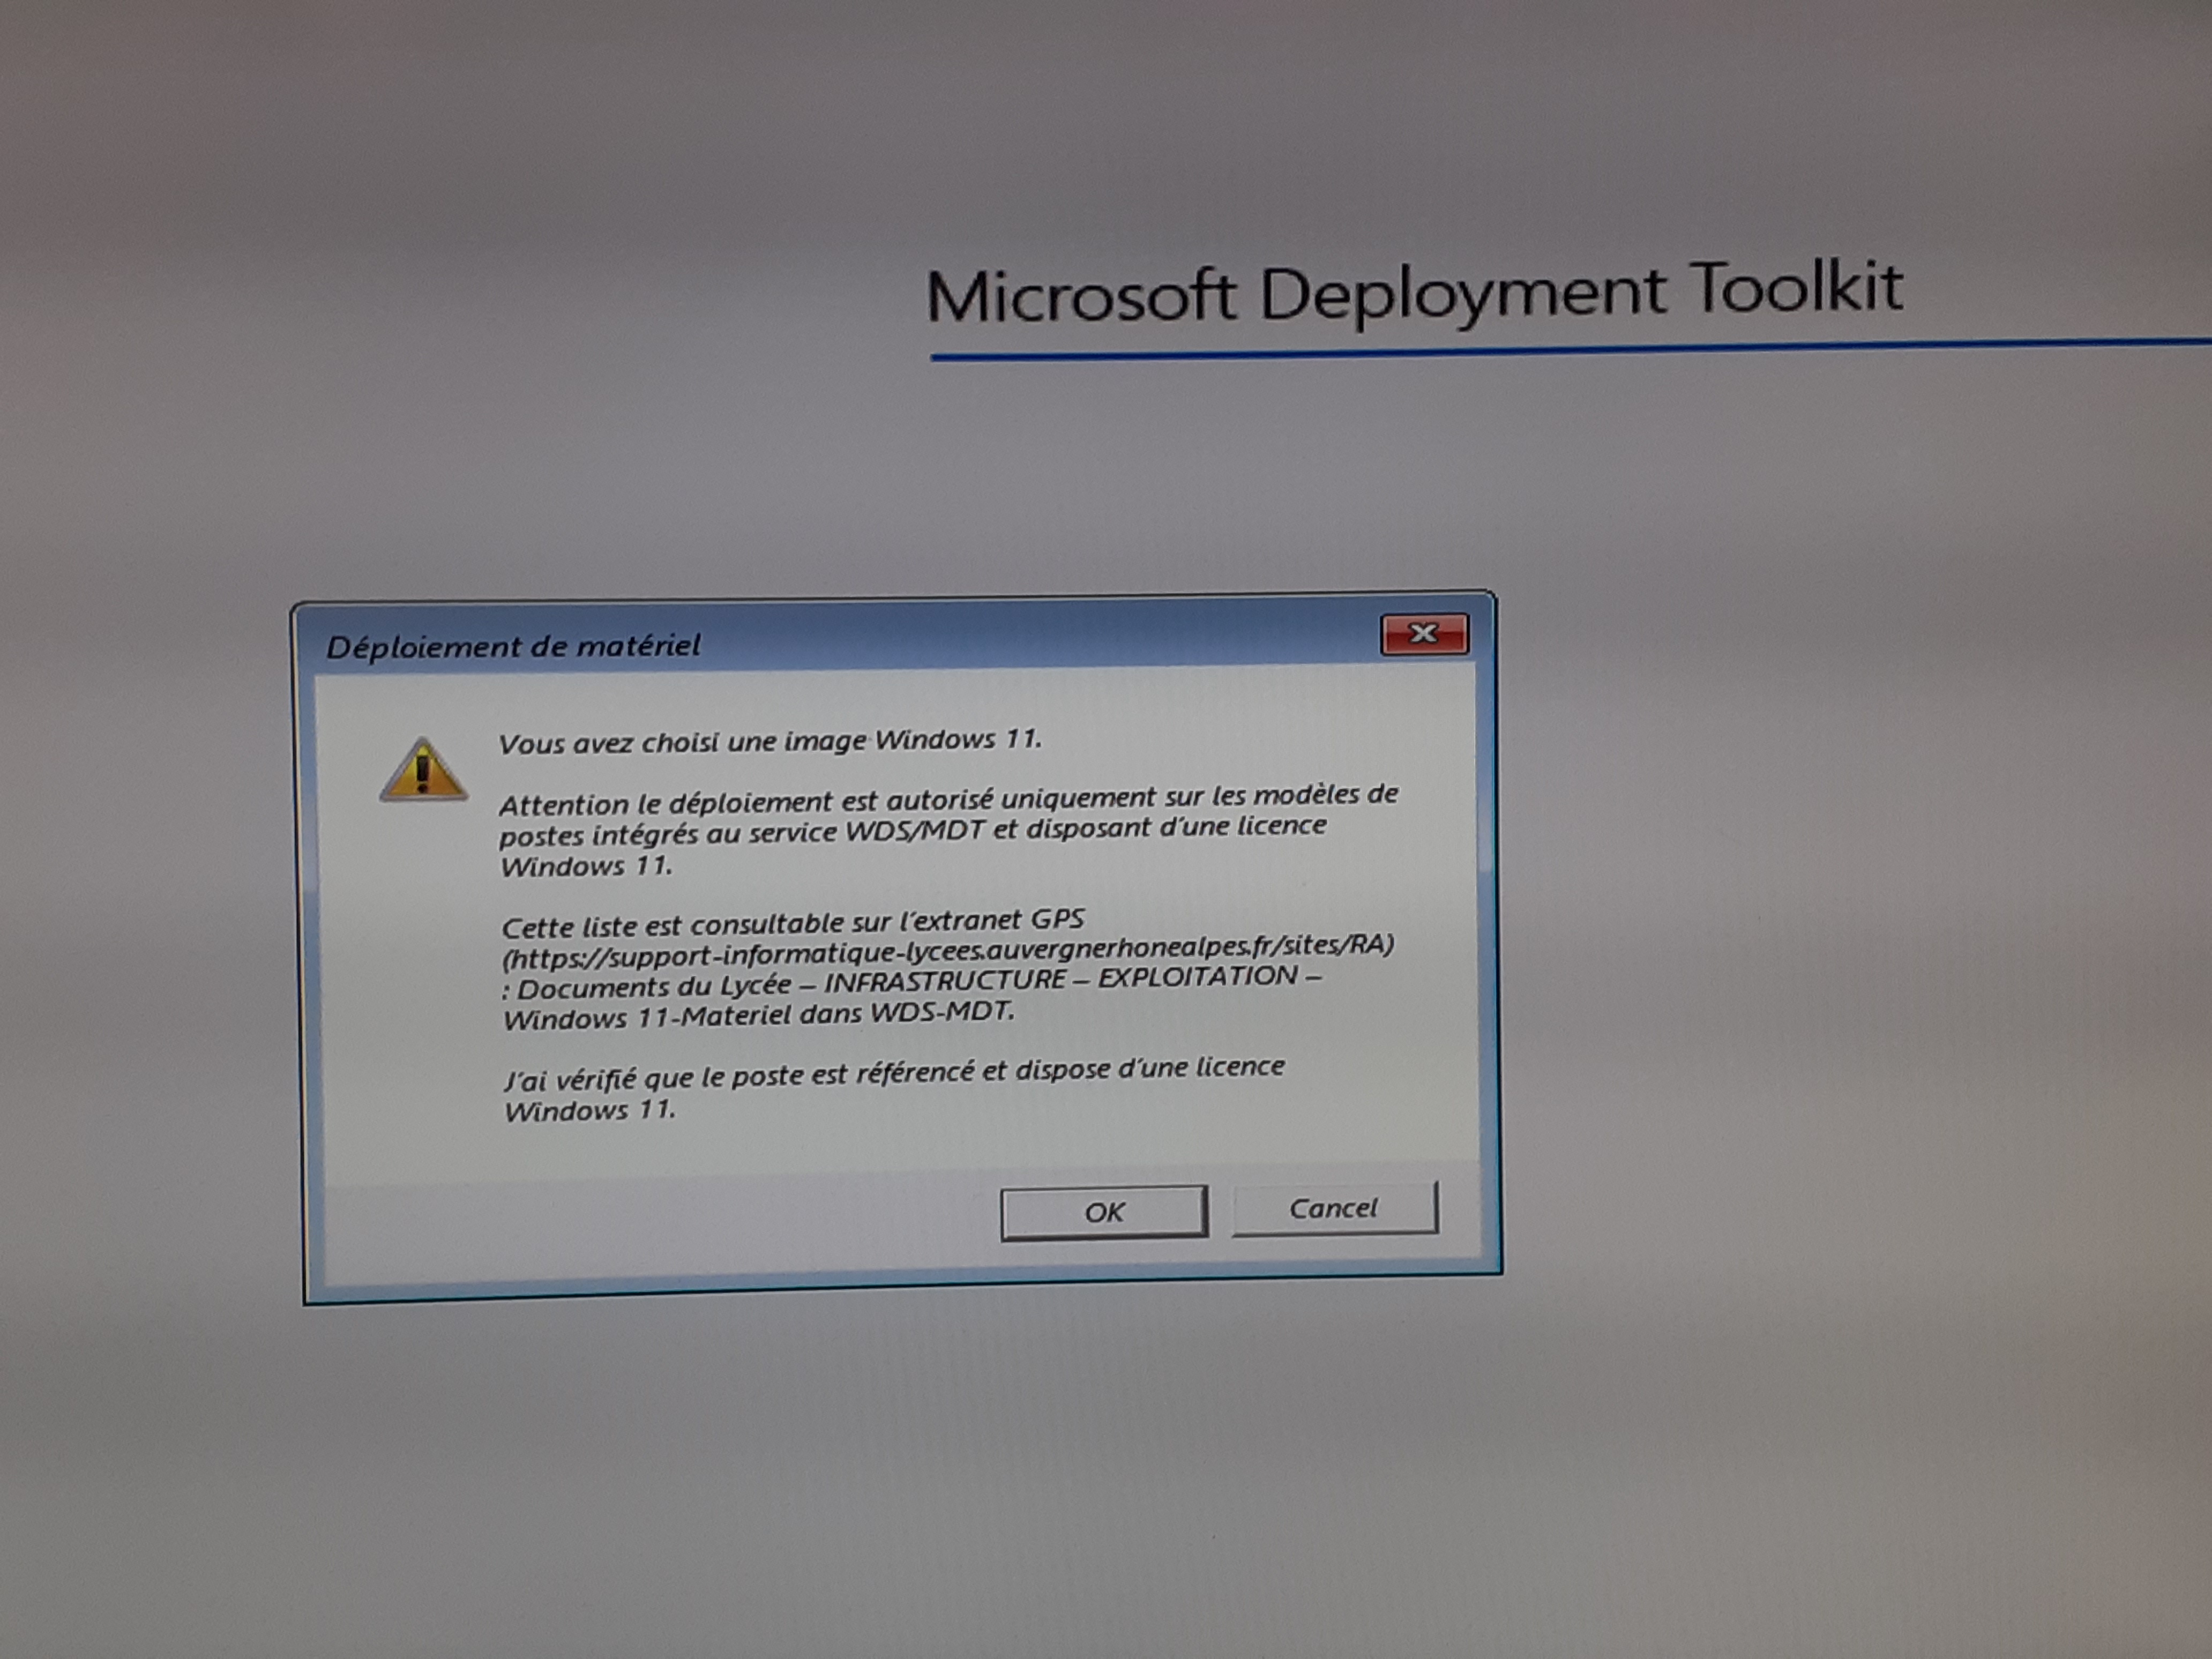 Microsoft Deployment Toolkit
Déploiement de matériel
Vous avez choisi une image Windows 11.
Attention le déploiement est autorisé uniquement sur les modèles de
postes intégrés au service WDS/MDT et disposant d'une licence
Windows 11.
Cette liste est consultable sur l'extranet GPS
(https://support-informatique-lycees.auvergnerhonealpes.fr/sites/RA)
: Documents du Lycée – INFRASTRUCTURE – EXPLOITATION –
Windows 11-Materiel dans WDS-MDT.
J'ai vérifié que le poste est référencé et dispose d'une licence
Windows 11.
OK Cancel